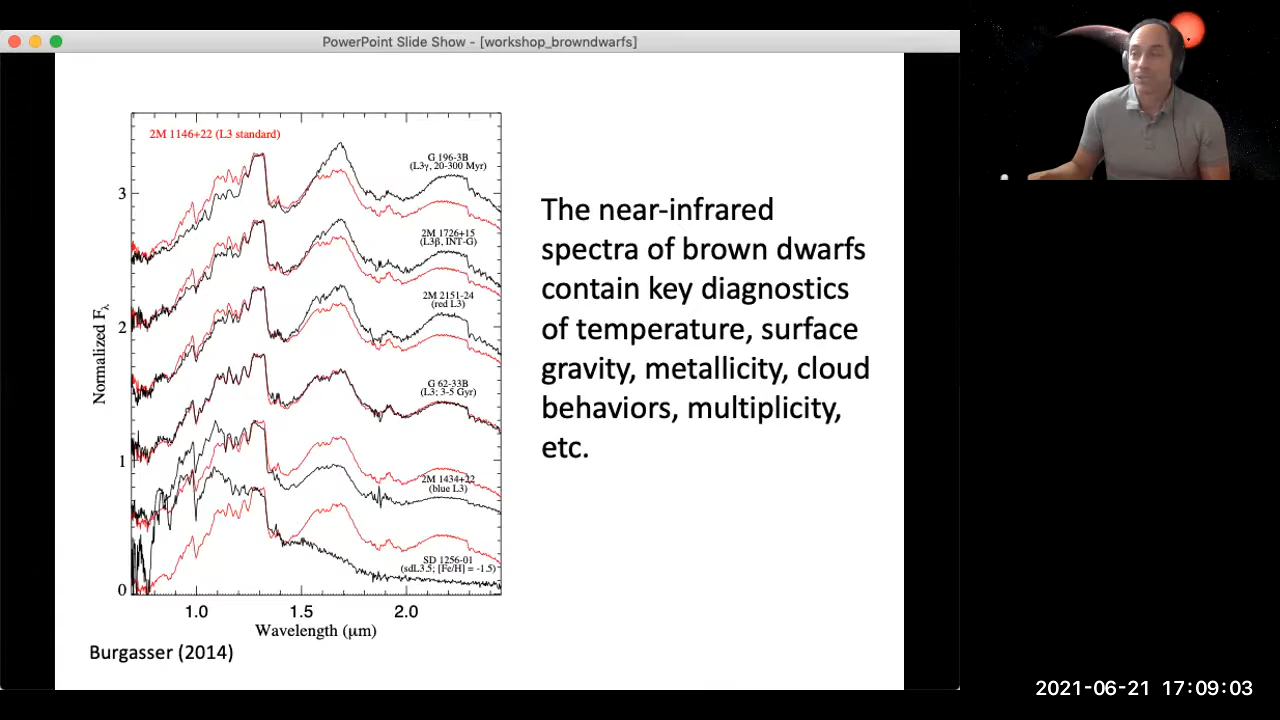 PowerPoint Slide Show - [workshop_browndwarfs]
2M 1146+22 (L3 standard)
G 196-3B
(L3γ, 20-300 Myr)
2M 1726+15
(L3β, INT-G)
2M 2151-24
(red L3)
G 62-33B
(L3; 3-5 Gyr)
2M 1434+22
(blue L3)
SD 1256-01
(sdL3.5; [Fe/H] = -1.5)
3
2
1
0
Normalized Fλ
1.0 1.5 2.0
Wavelength (μm)
Burgasser (2014)
The near-infrared
spectra of brown dwarfs
contain key diagnostics
of temperature, surface
gravity, metallicity, cloud
behaviors, multiplicity,
etc.
2021-06-21 17:09:03